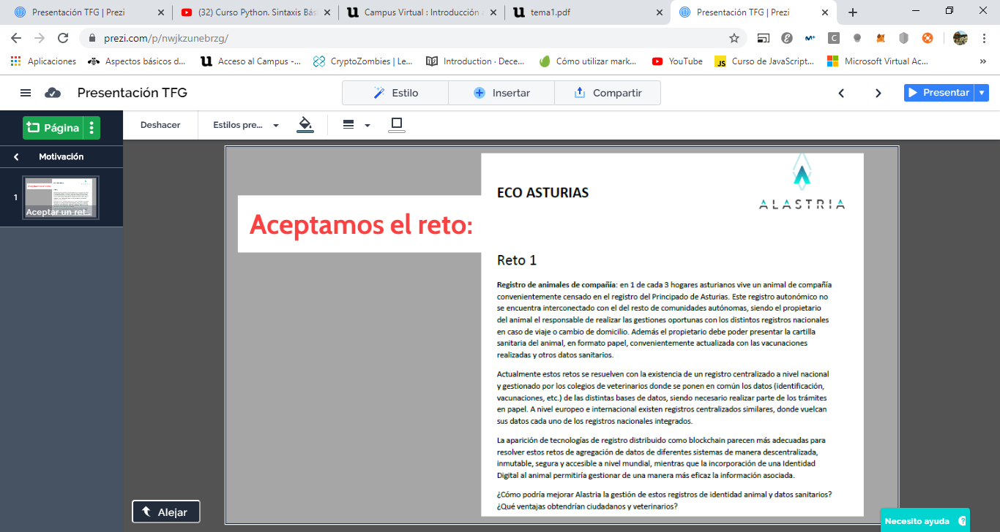 Presentación TFG | Prezi
(32) Curso Python. Sintaxis Bás
Campus Virtual : Introducción a
tema1.pdf
Presentación TFG | Prezi
prezi.com/p/nwjkzunebrzg/
Aplicaciones
Aspectos básicos d...
Acceso al Campus -...
CryptoZombies | Le...
Introduction · Dece...
Cómo utilizar mark...
YouTube
JS
Curso de JavaScript...
Microsoft Virtual Ac...
»
Presentación TFG
Estilo
Insertar
Compartir
Presentar
Página
Deshacer
Estilos pre...
Motivación
1
Aceptar un ret...
ECO ASTURIAS
ALASTRIA
Aceptamos el reto:
Reto 1
Registro de animales de compañía: en 1 de cada 3 hogares asturianos vive un animal de compañía
convenientemente censado en el registro del Principado de Asturias. Este registro autonómico no
se encuentra interconectado con el del resto de comunidades autónomas, siendo el propietario
del animal el responsable de realizar las gestiones oportunas con los distintos registros nacionales
en caso de viaje o cambio de domicilio. Además el propietario debe poder presentar la cartilla
sanitaria del animal, en formato papel, convenientemente actualizada con las vacunaciones
realizadas y otros datos sanitarios.
Actualmente estos retos se resuelven con la existencia de un registro centralizado a nivel nacional
y gestionado por los colegios de veterinarios donde se ponen en común los datos (identificación,
vacunaciones, etc.) de las distintas bases de datos, siendo necesario realizar parte de los trámites
en papel. A nivel europeo e internacional existen registros centralizados similares, donde vuelcan
sus datos cada uno de los registros nacionales integrados.
La aparición de tecnologías de registro distribuido como blockchain parecen más adecuadas para
resolver estos retos de agregación de datos de diferentes sistemas de manera descentralizada,
inmutable, segura y accesible a nivel mundial, mientras que la incorporación de una Identidad
Digital al animal permitiría gestionar de una manera más eficaz la información asociada.
¿Cómo podría mejorar Alastria la gestión de estos registros de identidad animal y datos sanitarios?
¿Qué ventajas obtendrían ciudadanos y veterinarios?
Alejar
Necesito ayuda